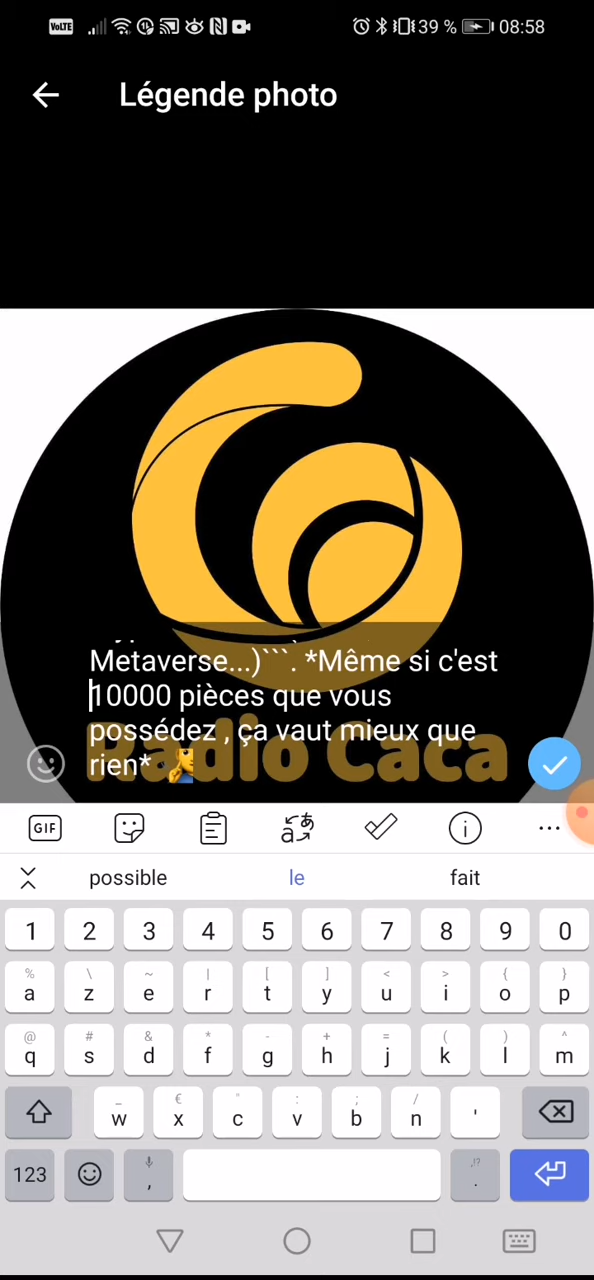 VoLTE
39 %
08:58
Légende photo
Metaverse...)```. *Même si c'est
10000 pièces que vous
possédez , ça vaut mieux que
rien*
Radio Caca
GIF
possible le fait
1 2 3 4 5 6 7 8 9 0
% \ ~ | [ ] < > { }
a z e r t y u i o p
@ # & * - + = ( ) ^
q s d f g h j k l m
_ € " : ; /
w x c v b n '
,!?
123 , .